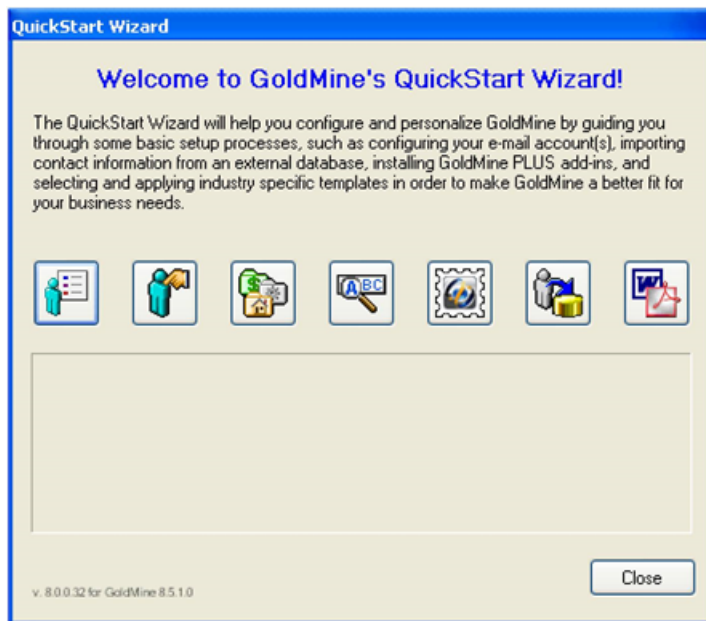 QuickStart Wizard
Welcome to GoldMine's QuickStart Wizard!
The QuickStart Wizard will help you configure and personalize GoldMine by guiding you
through some basic setup processes, such as configuring your e-mail account(s), importing
contact information from an external database, installing GoldMine PLUS add-ins, and
selecting and applying industry specific templates in order to make GoldMine a better fit for
your business needs.
ABC
W
Close
v. 8.0.0.32 for GoldMine 8.5.1.0